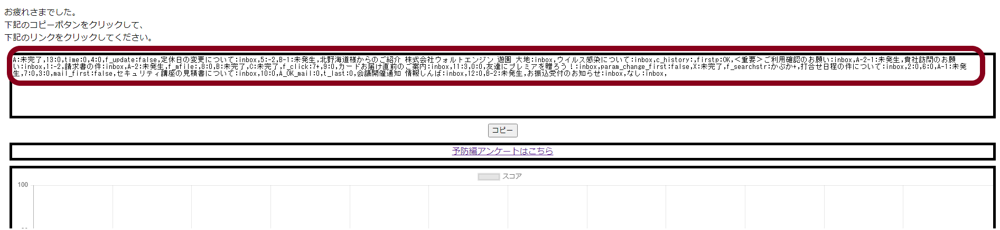 お疲れさまでした。
下記のコピーボタンをクリックして、
下記のリンクをクリックしてください。
A:未完了,13:0,time:0,4:0,f_update:false,定休日の変更について:inbox,5:-2,B-1:未発生,北野海道様からのご紹介 株式会社ウォルトエンジン 遊園 大地:inbox,ウイルス感染について:inbox,c_history:,firstp:OK,＜重要＞ご利用確認のお願い:inbox,A-2-1:未発生,貴社訪問のお願
い:inbox,1:-2,請求書の件:inbox,A-2:未発生,f_mfile:,8:0,B:未完了,C:未完了,f_click:7+,9:0,カードお届け直前のご案内:inbox,11:3,0:0,友達にプレミアを贈ろう！:inbox,param_change_first:false,X:未完了,f_searchstr:かぶか+,打合せ日程の件について:inbox,2:0,6:0,A-1:未発
生,7:0,3:0,mail_first:false,セキュリティ講座の見積書について:inbox,10:0,A_OK_mail:0,t_last:0,会議開催通知 情報しんぱ:inbox,12:0,B-2:未発生,お振込受付のお知らせ:inbox,なし:inbox,
コピー
予防編アンケートはこちら
スコア
100